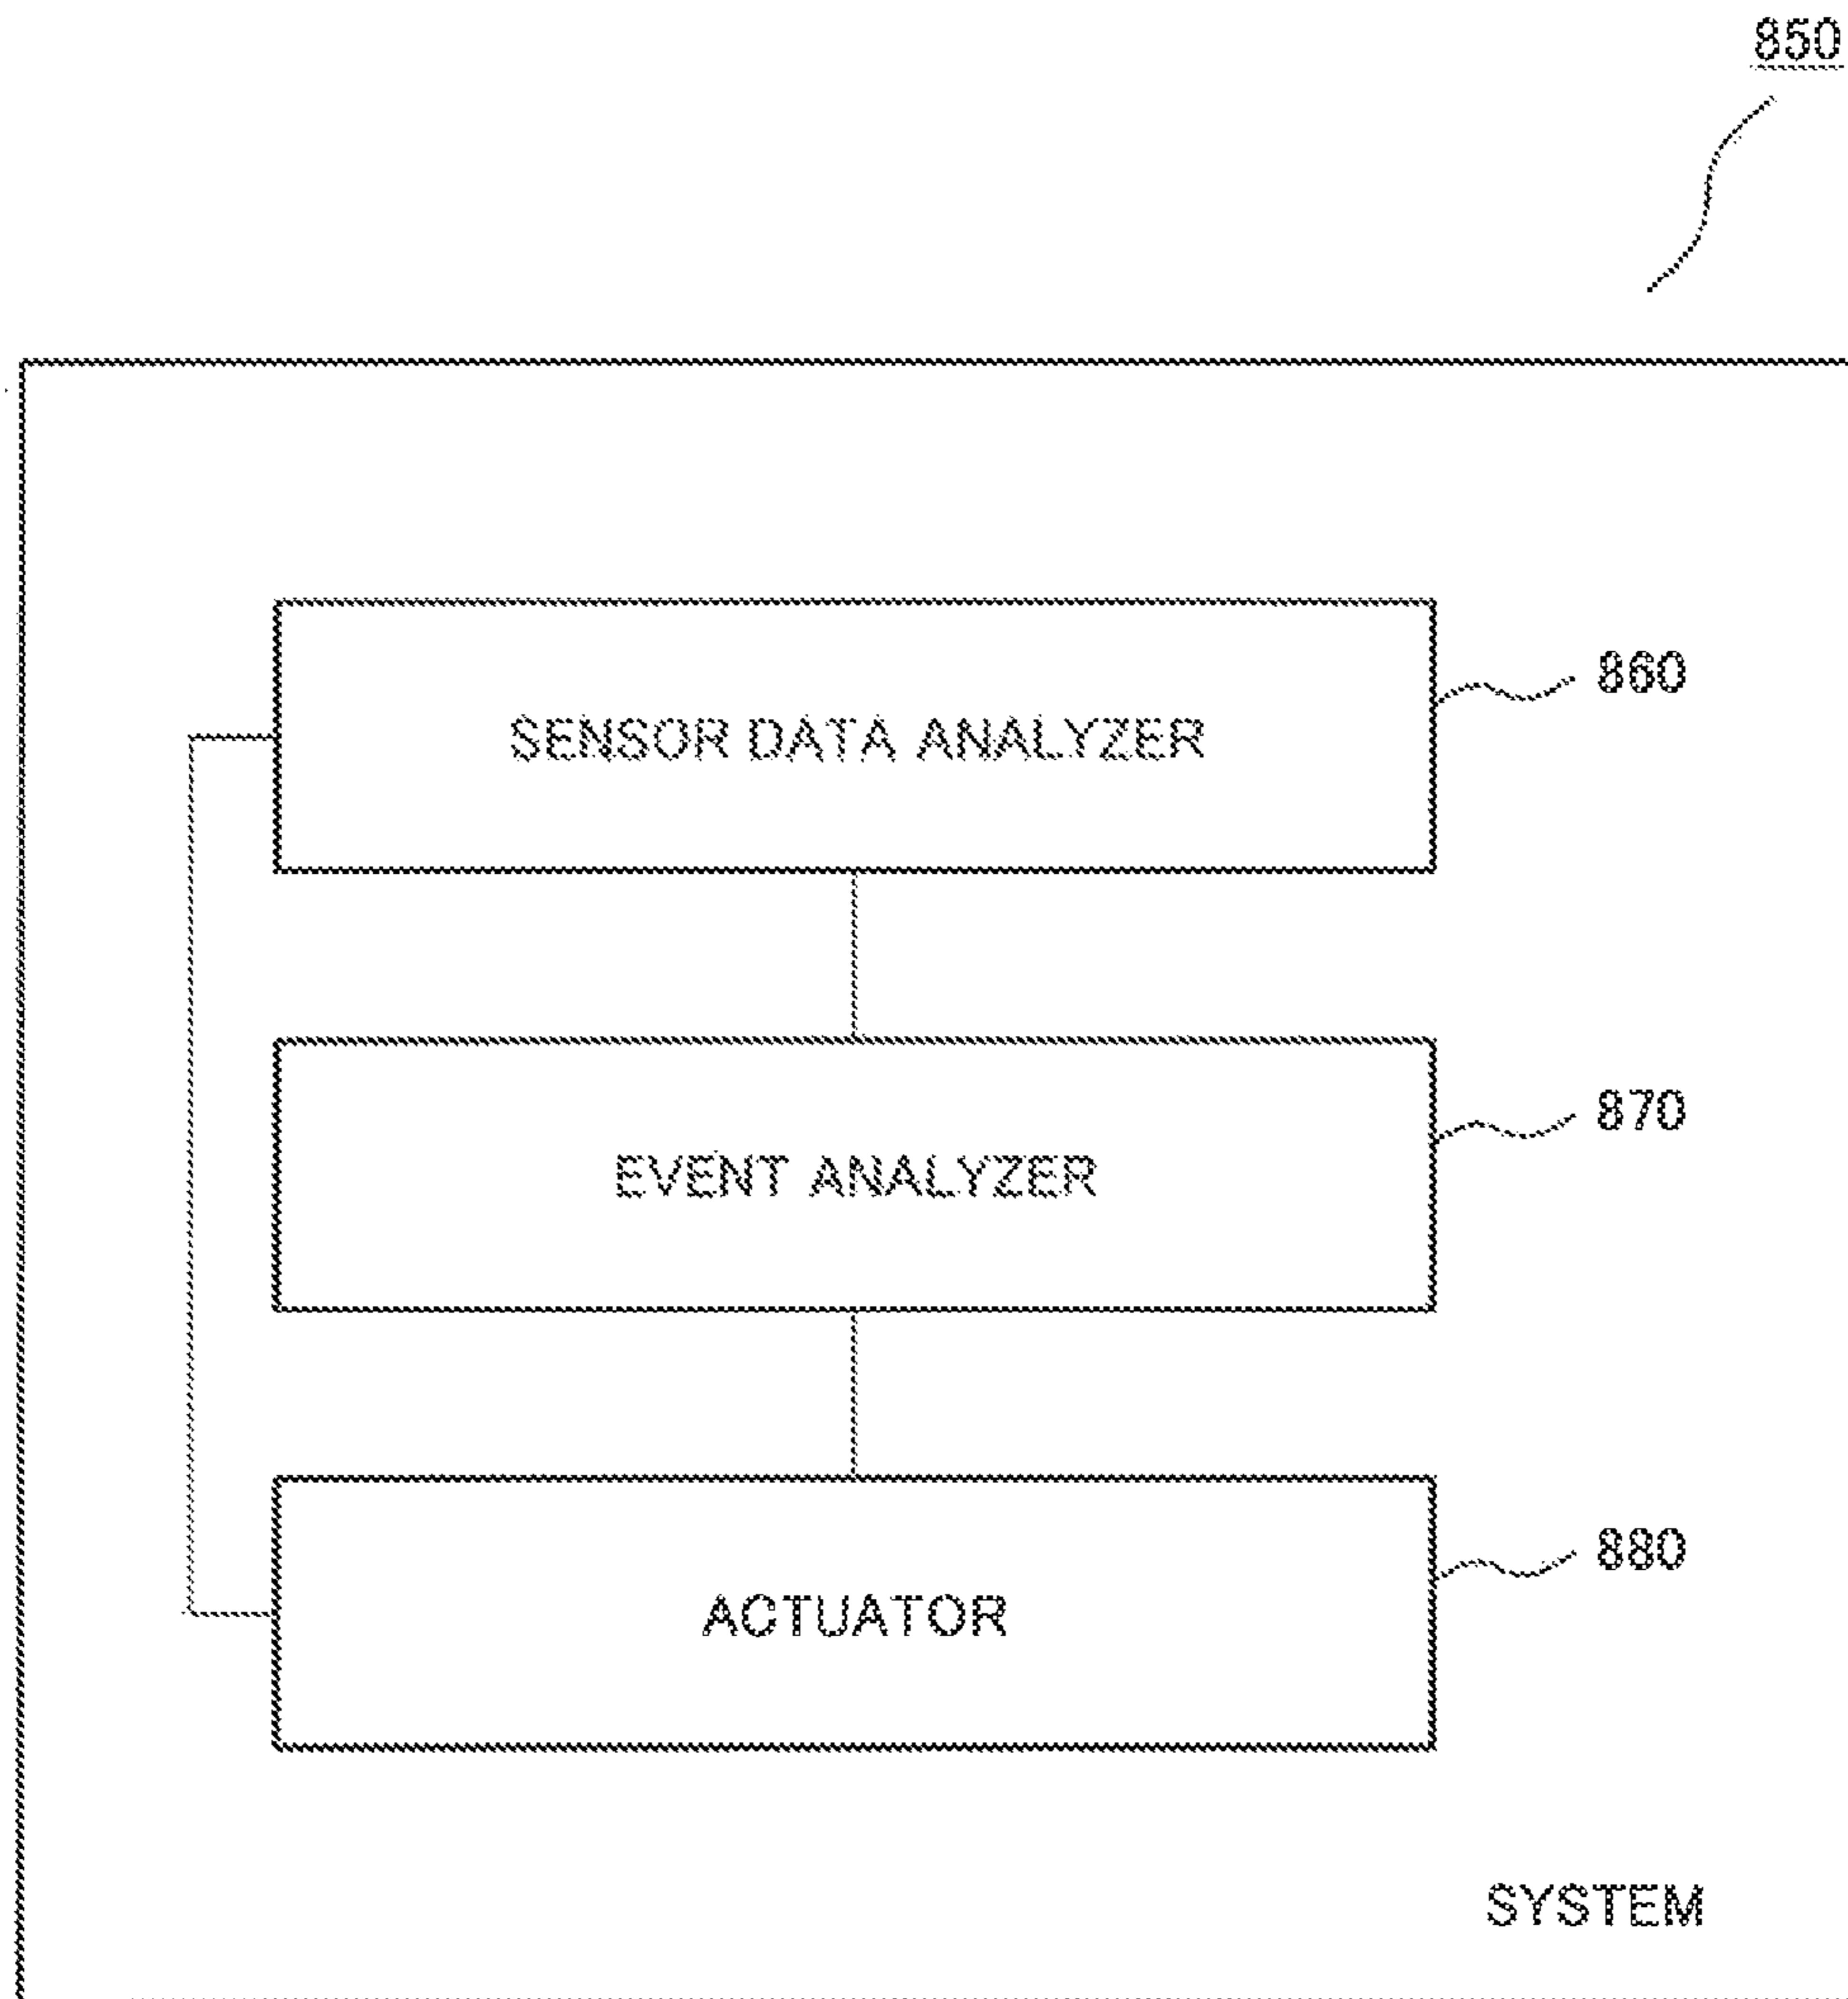 850
860
SENSOR DATA ANALYZER
870
EVENT ANALYZER
880
ACTUATOR
SYSTEM